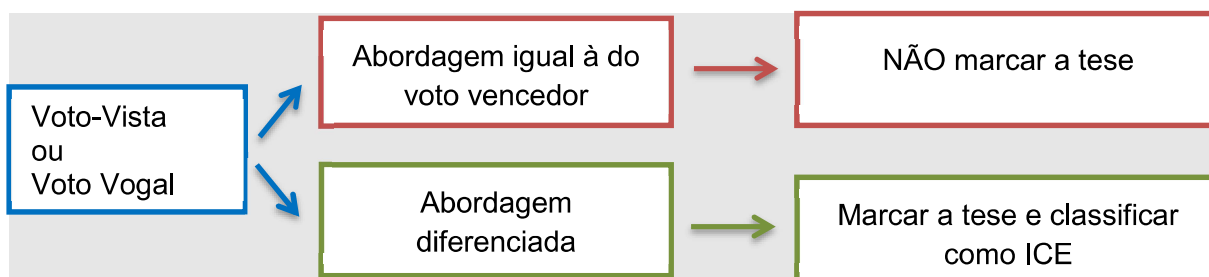 Voto-Vista
ou
Voto Vogal
Abordagem igual à do
voto vencedor
NÃO marcar a tese
Abordagem
diferenciada
Marcar a tese e classificar
como ICE